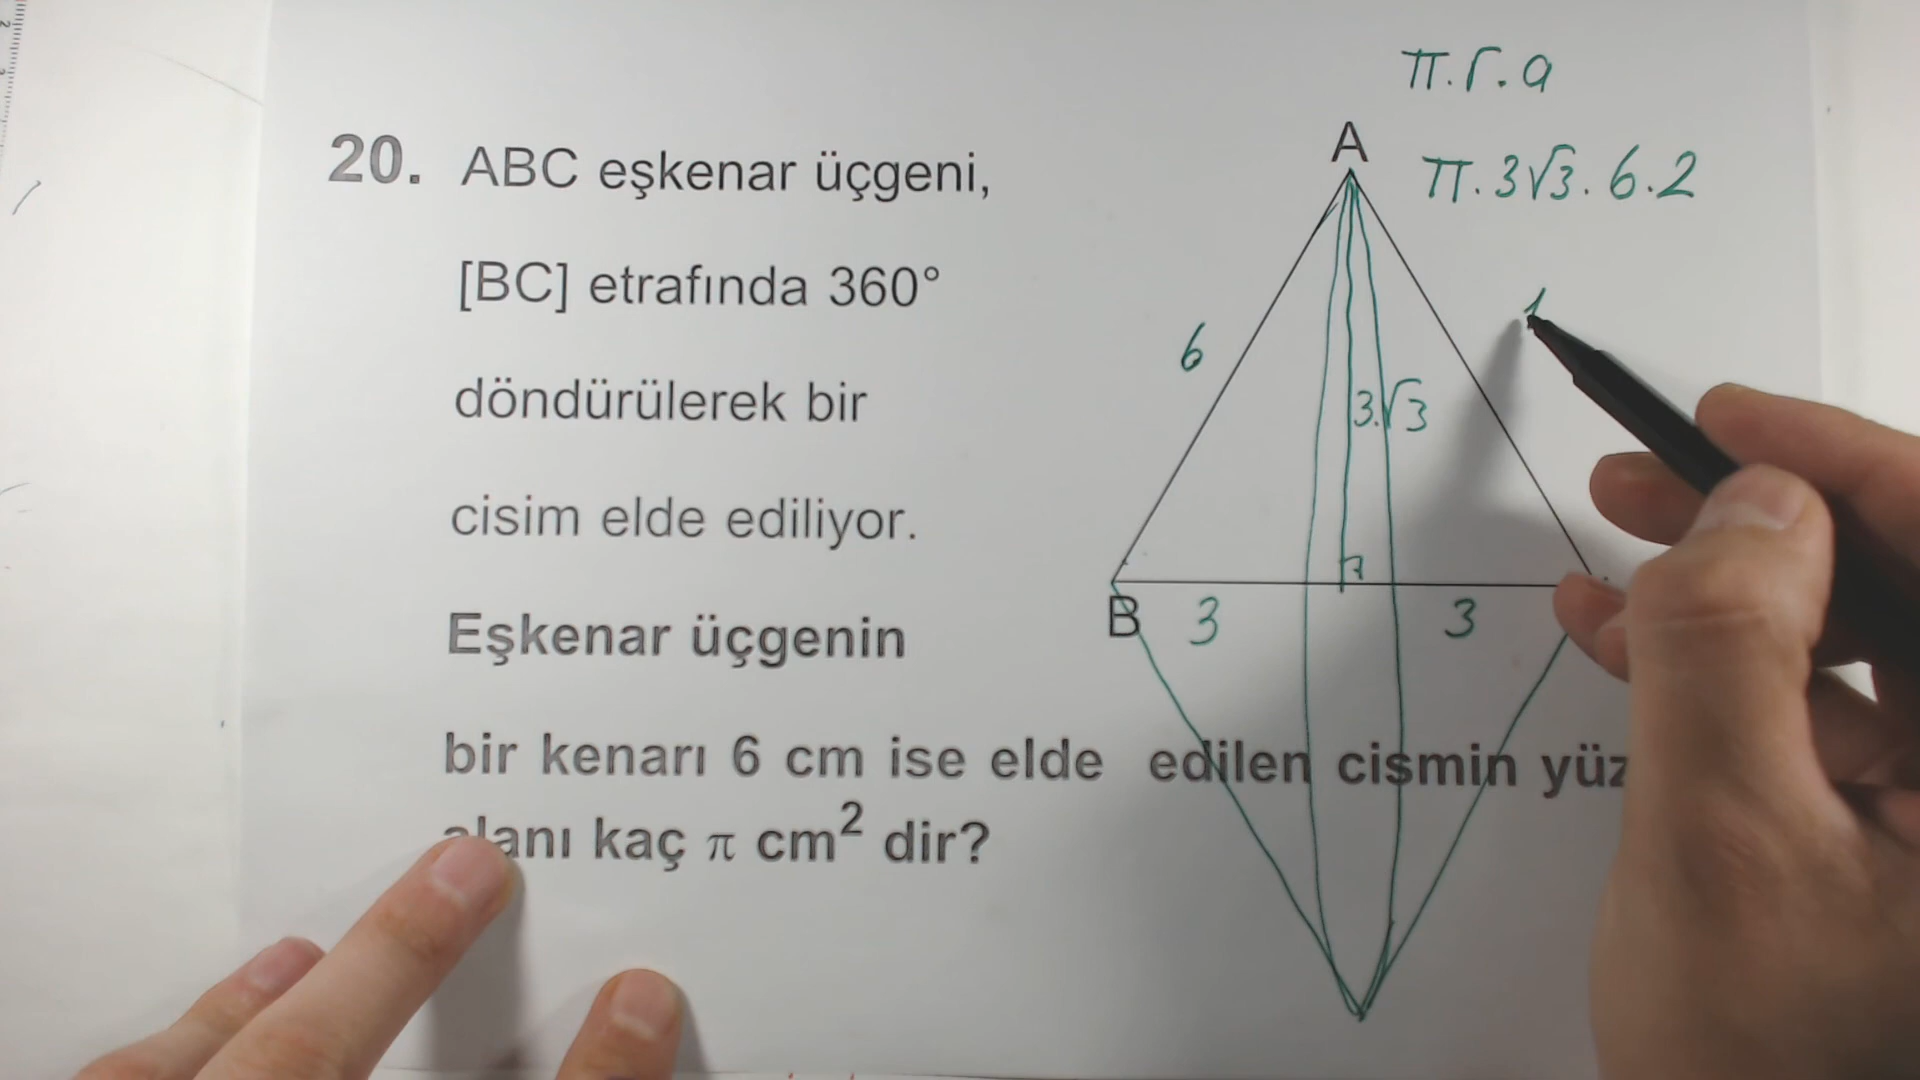 20. ABC eşkenar üçgeni,
[BC] etrafında 360°
döndürülerek bir
cisim elde ediliyor.
Eşkenar üçgenin
bir kenarı 6 cm ise elde edilen cismin yüz
alanı kaç π cm² dir?
π.r.a
A
π.3√3.6.2
6
3.√3
B
3
3